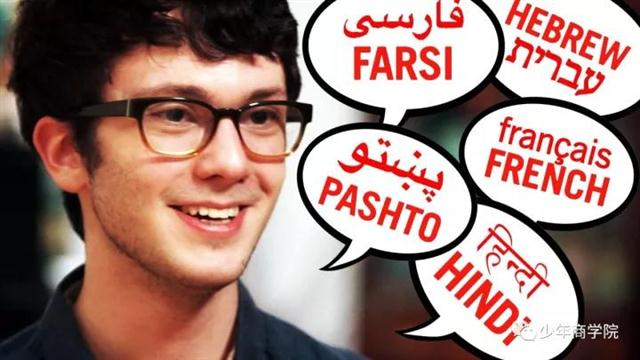 فارسی
FARSI
HEBREW
עברית
français
FRENCH
پښتو
PASHTO
हिन्दी
HINDi
少年商学院